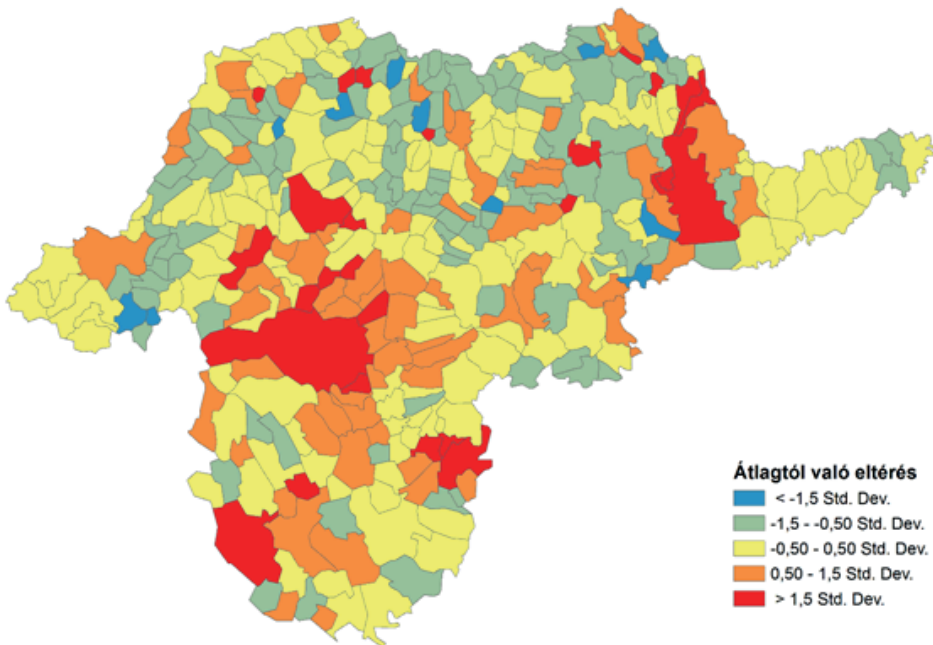 Átlagtól való eltérés
< -1,5 Std. Dev.
-1,5 - -0,50 Std. Dev.
-0,50 - 0,50 Std. Dev.
0,50 - 1,5 Std. Dev.
> 1,5 Std. Dev.